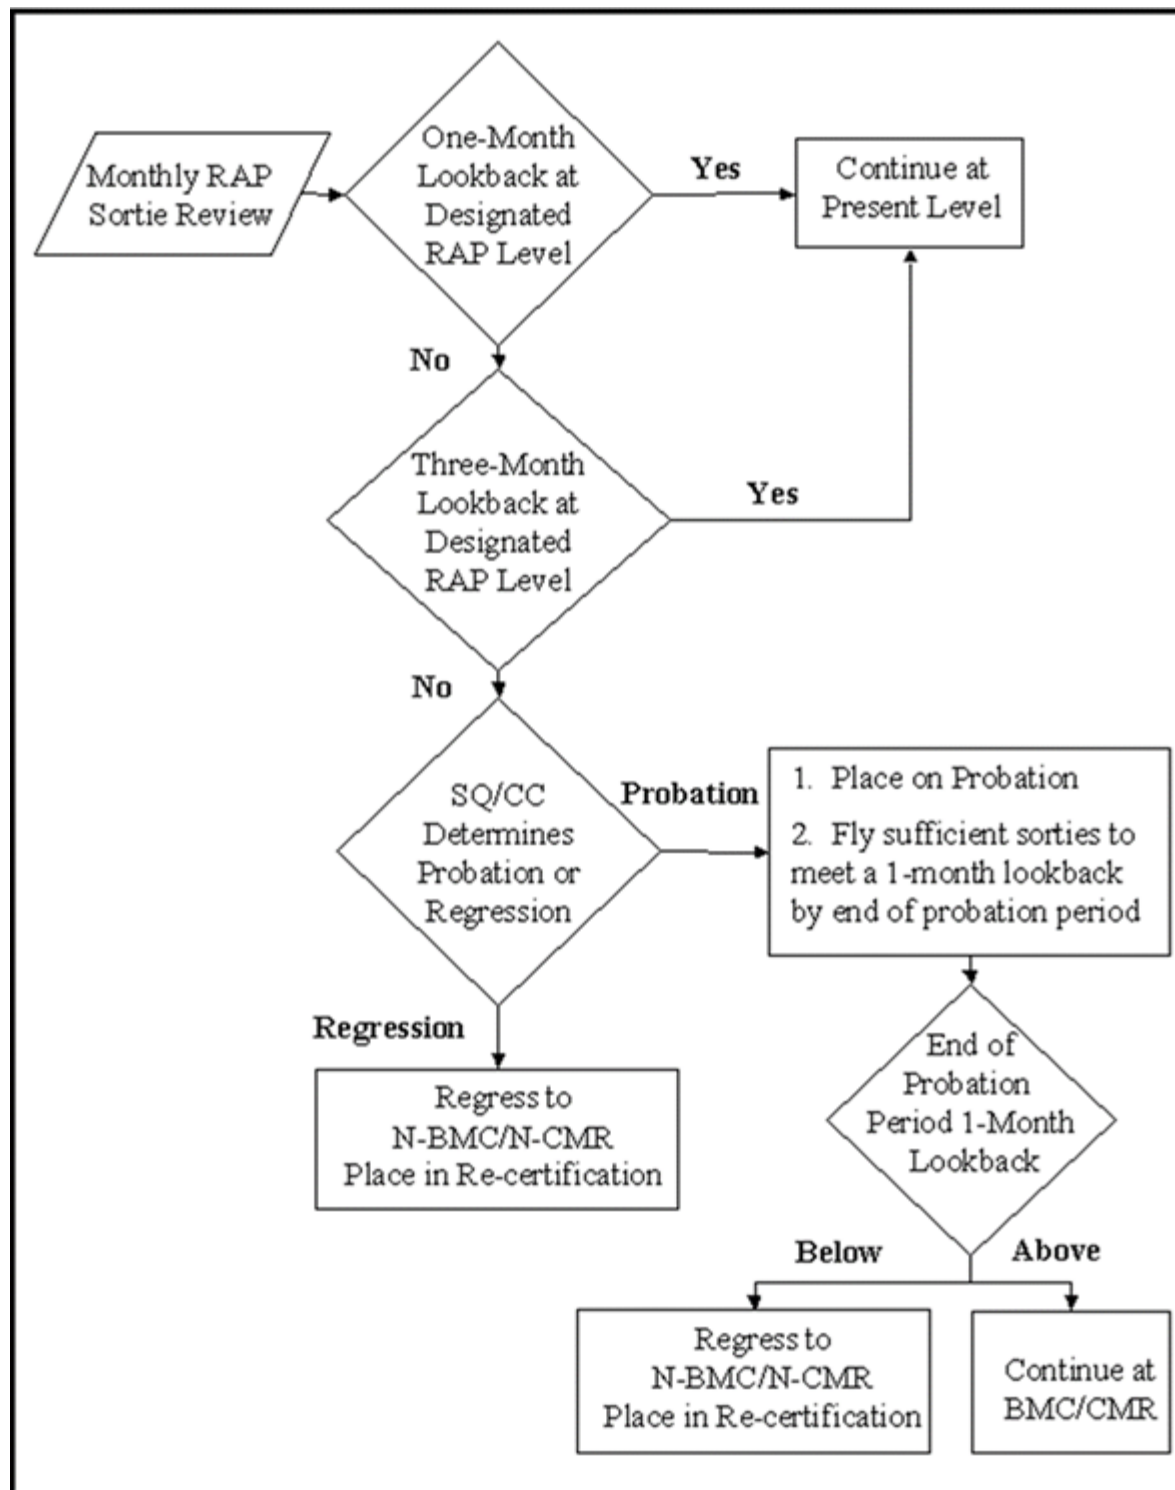 Monthly RAP
Sortie Review
One-Month
Lookback at
Designated
RAP Level
Yes
Continue at
Present Level
No
Three-Month
Lookback at
Designated
RAP Level
Yes
No
SQ/CC
Determines
Probation or
Regression
Probation
1. Place on Probation
2. Fly sufficient sorties to
meet a 1-month lookback
by end of probation period
Regression
Regress to
N-BMC/N-CMR
Place in Re-certification
End of
Probation
Period 1-Month
Lookback
Below
Above
Regress to
N-BMC/N-CMR
Place in Re-certification
Continue at
BMC/CMR